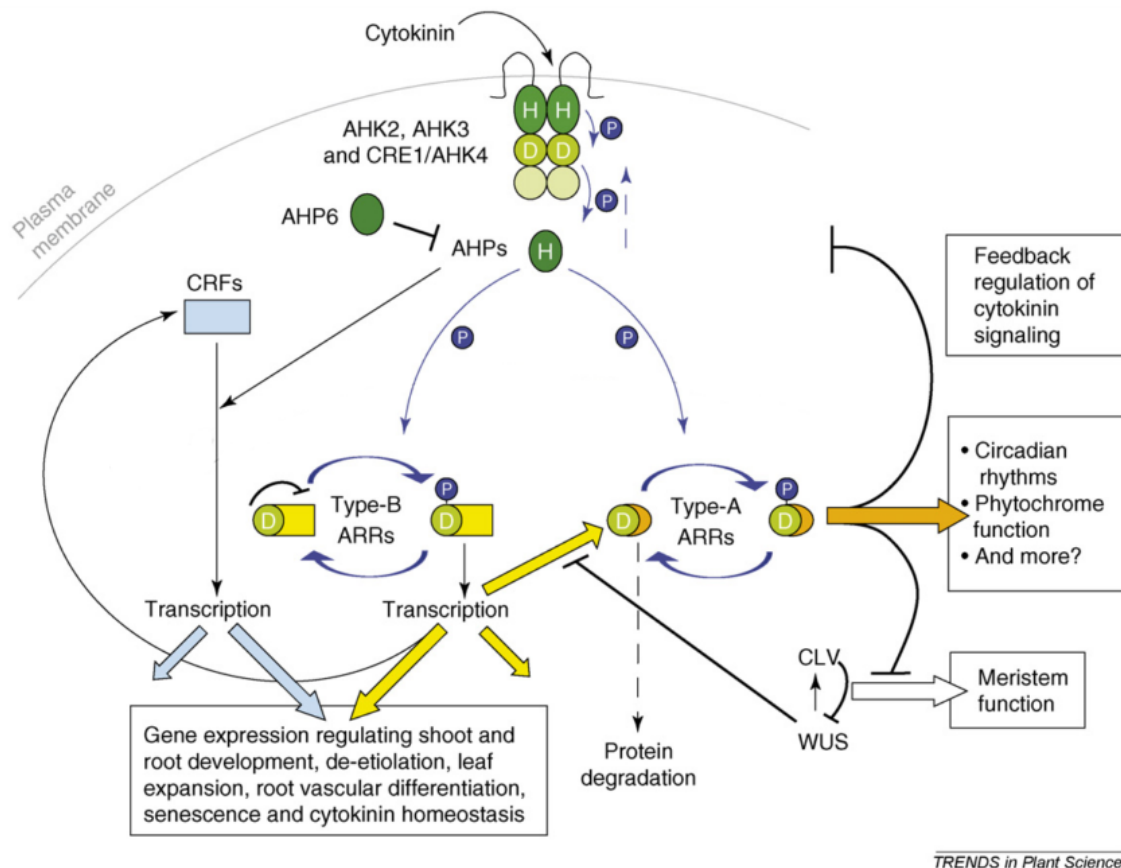 Cytokinin
H H
P
AHK2, AHK3
and CRE1/AHK4
D D
P
Plasma
membrane
AHP6
AHPs
H
Feedback
regulation of
cytokinin
signaling
CRFs
P
P
• Circadian
rhythms
• Phytochrome
function
• And more?
P
P
D
Type-B
ARRs
D
D
Type-A
ARRs
D
Transcription
Transcription
CLV
WUS
Meristem
function
Protein
degradation
Gene expression regulating shoot and
root development, de-etiolation, leaf
expansion, root vascular differentiation,
senescence and cytokinin homeostasis
TRENDS in Plant Science